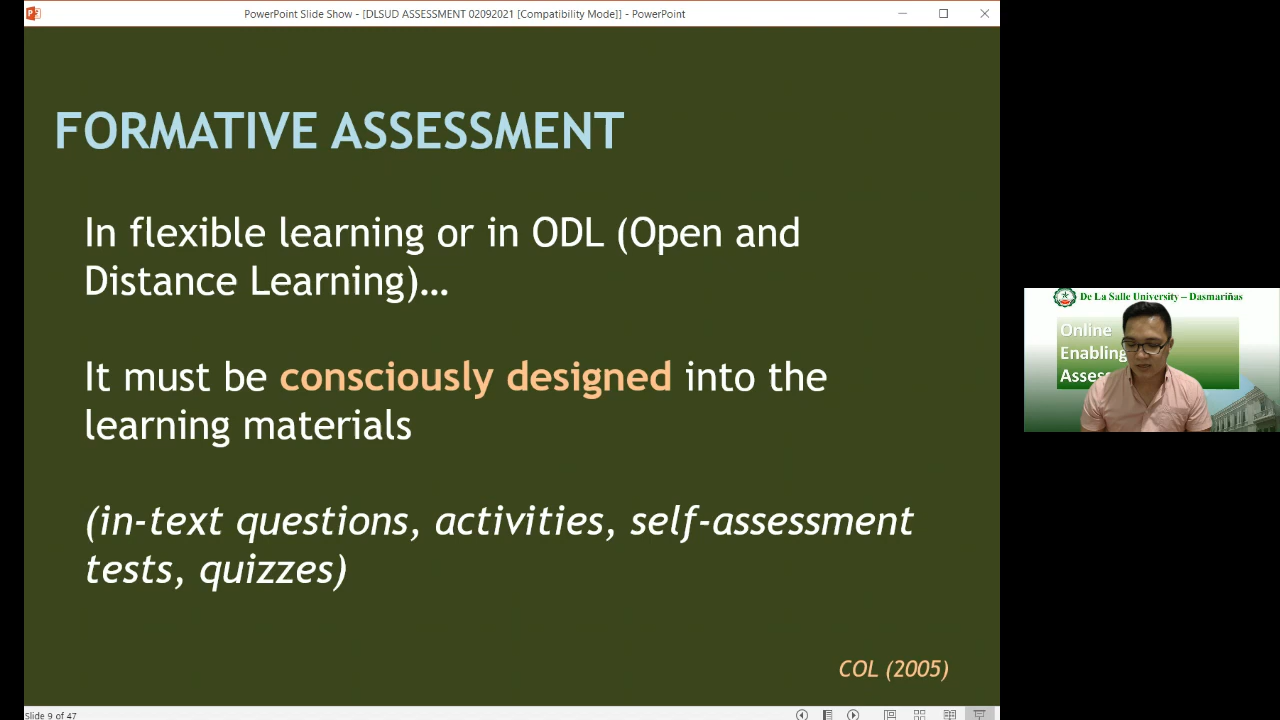 PowerPoint Slide Show - [DLSUD ASSESSMENT 02092021 [Compatibility Mode]] - PowerPoint
FORMATIVE ASSESSMENT
In flexible learning or in ODL (Open and
Distance Learning)…
It must be consciously designed into the
learning materials
(in-text questions, activities, self-assessment
tests, quizzes)
COL (2005)
Slide 9 of 47
De La Salle University – Dasmariñas
Online
Enabling